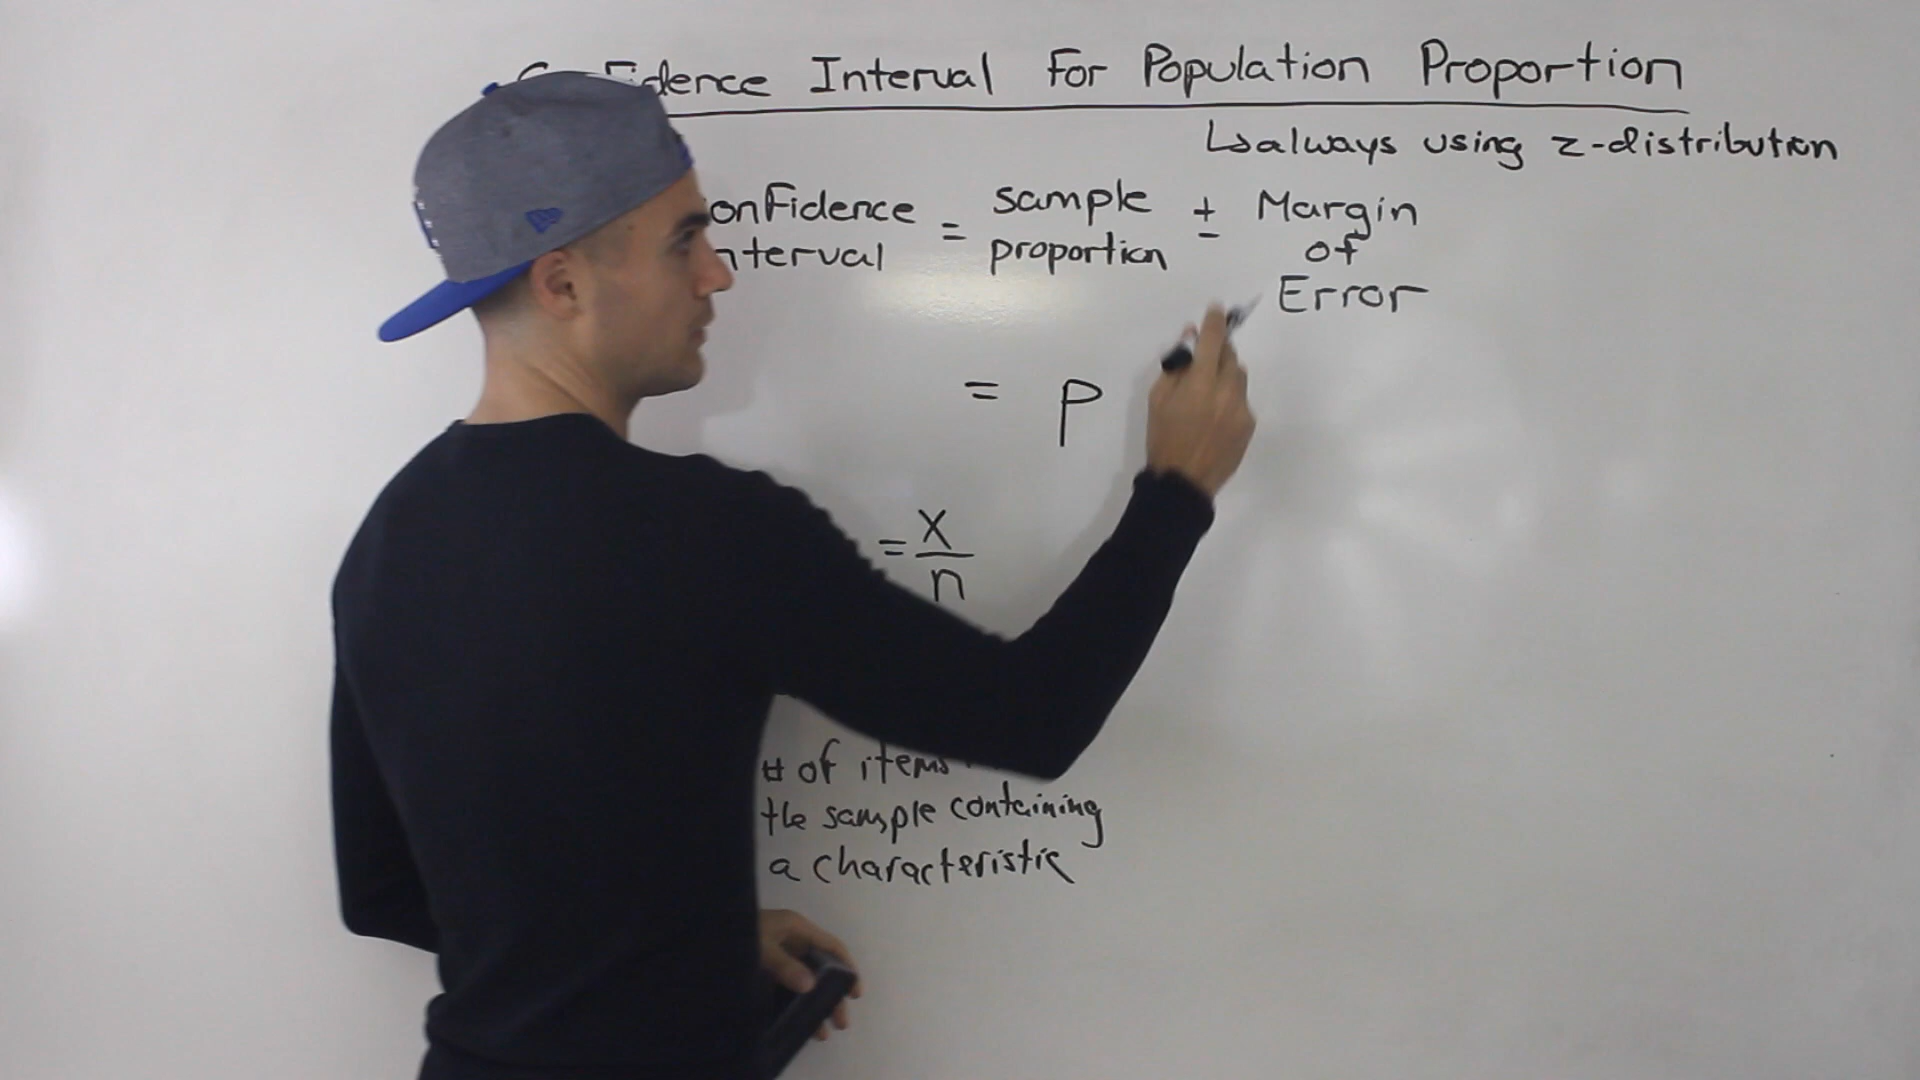 Confidence Interval For Population Proportion
↳always using z-distribution
onFidence = sample ± Margin
nterval proportion of
Error
= p
= x
n
# of items
the sample containing
a characteristic